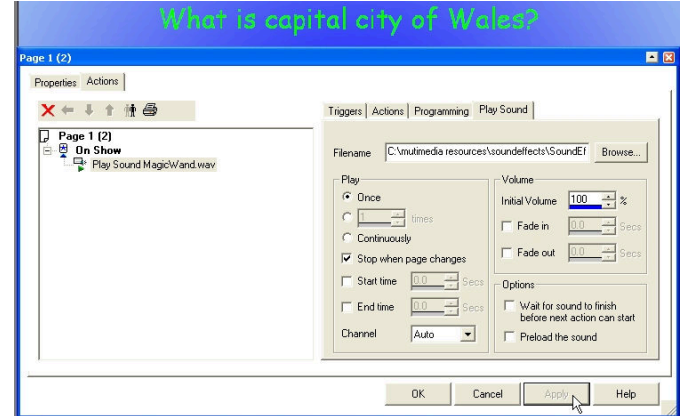 What is capital city of Wales?
Page 1 (2)
Properties Actions
Triggers Actions Programming Play Sound
Page 1 (2)
On Show
Play Sound MagicWand.wav
Filename C:\mutimedia resources\soundeffects\SoundEf Browse...
Play
Once
1 times
Continuously
Stop when page changes
Start time 0.0 Secs
End time 0.0 Secs
Channel Auto
Volume
Initial Volume 100 %
Fade in 0.0 Secs
Fade out 0.0 Secs
Options
Wait for sound to finish
before next action can start
Preload the sound
OK Cancel Apply Help